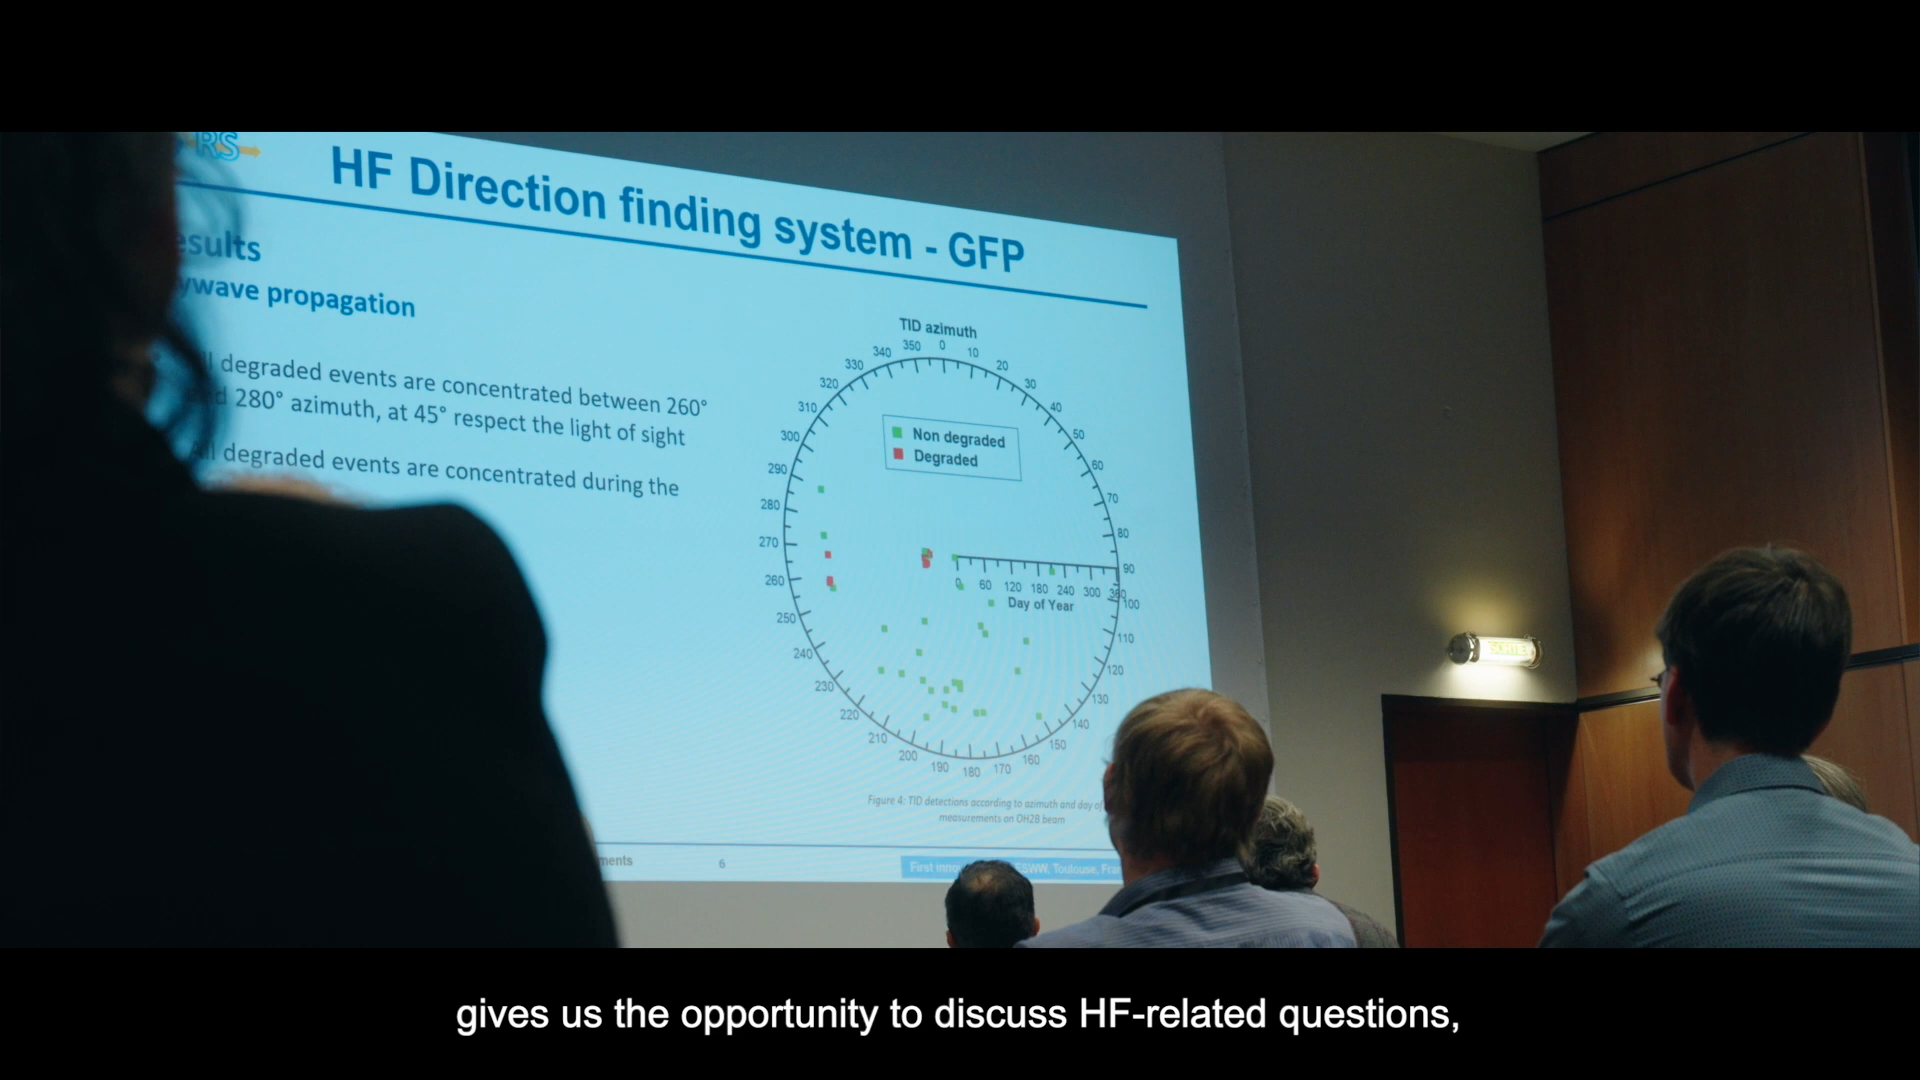 RS
HF Direction finding system - GFP
propagation
degraded events are concentrated between 260°
280° azimuth, at 45° respect the light of sight
degraded events are concentrated during the
TID azimuth
350 0 10
340 20
330 30
320 40
310 50
300 60
290 70
280 80
270 90
260 100
250 110
240 120
230 130
220 140
210 150
200 190 180 170 160
Non degraded
Degraded
0 60 120 180 240 300 360
Day of Year
Figure 4: TID detections according to azimuth and day of
measurements on OH2B beam
6
First ESWW, Toulouse,
SORTIE
gives us the opportunity to discuss HF-related questions,